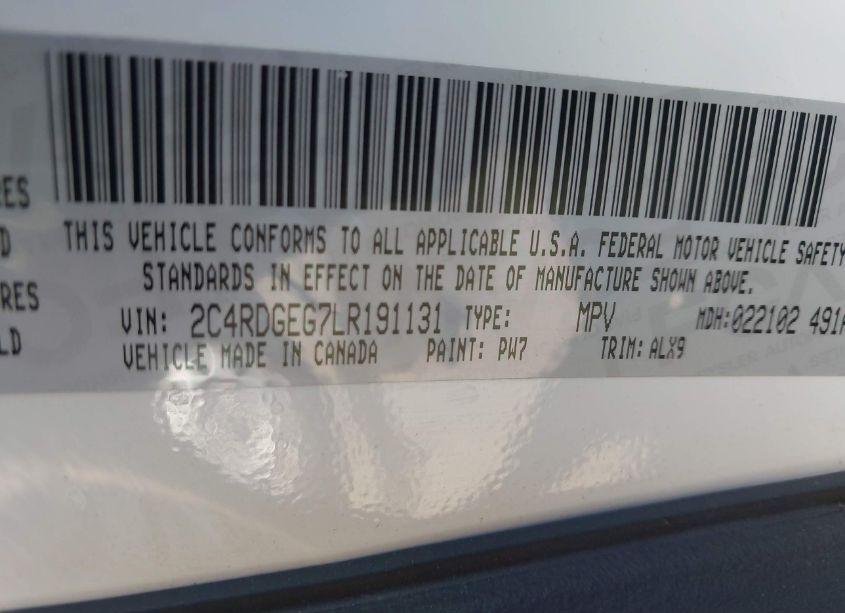 RES
D
RES
LD
THIS VEHICLE CONFORMS TO ALL APPLICABLE U.S.A. FEDERAL MOTOR VEHICLE SAFETY
STANDARDS IN EFFECT ON THE DATE OF MANUFACTURE SHOWN ABOVE.
VIN: 2C4RDGEG7LR191131 TYPE: MPV MDH:022102 491
VEHICLE MADE IN CANADA PAINT: PW7 TRIM: ALX9